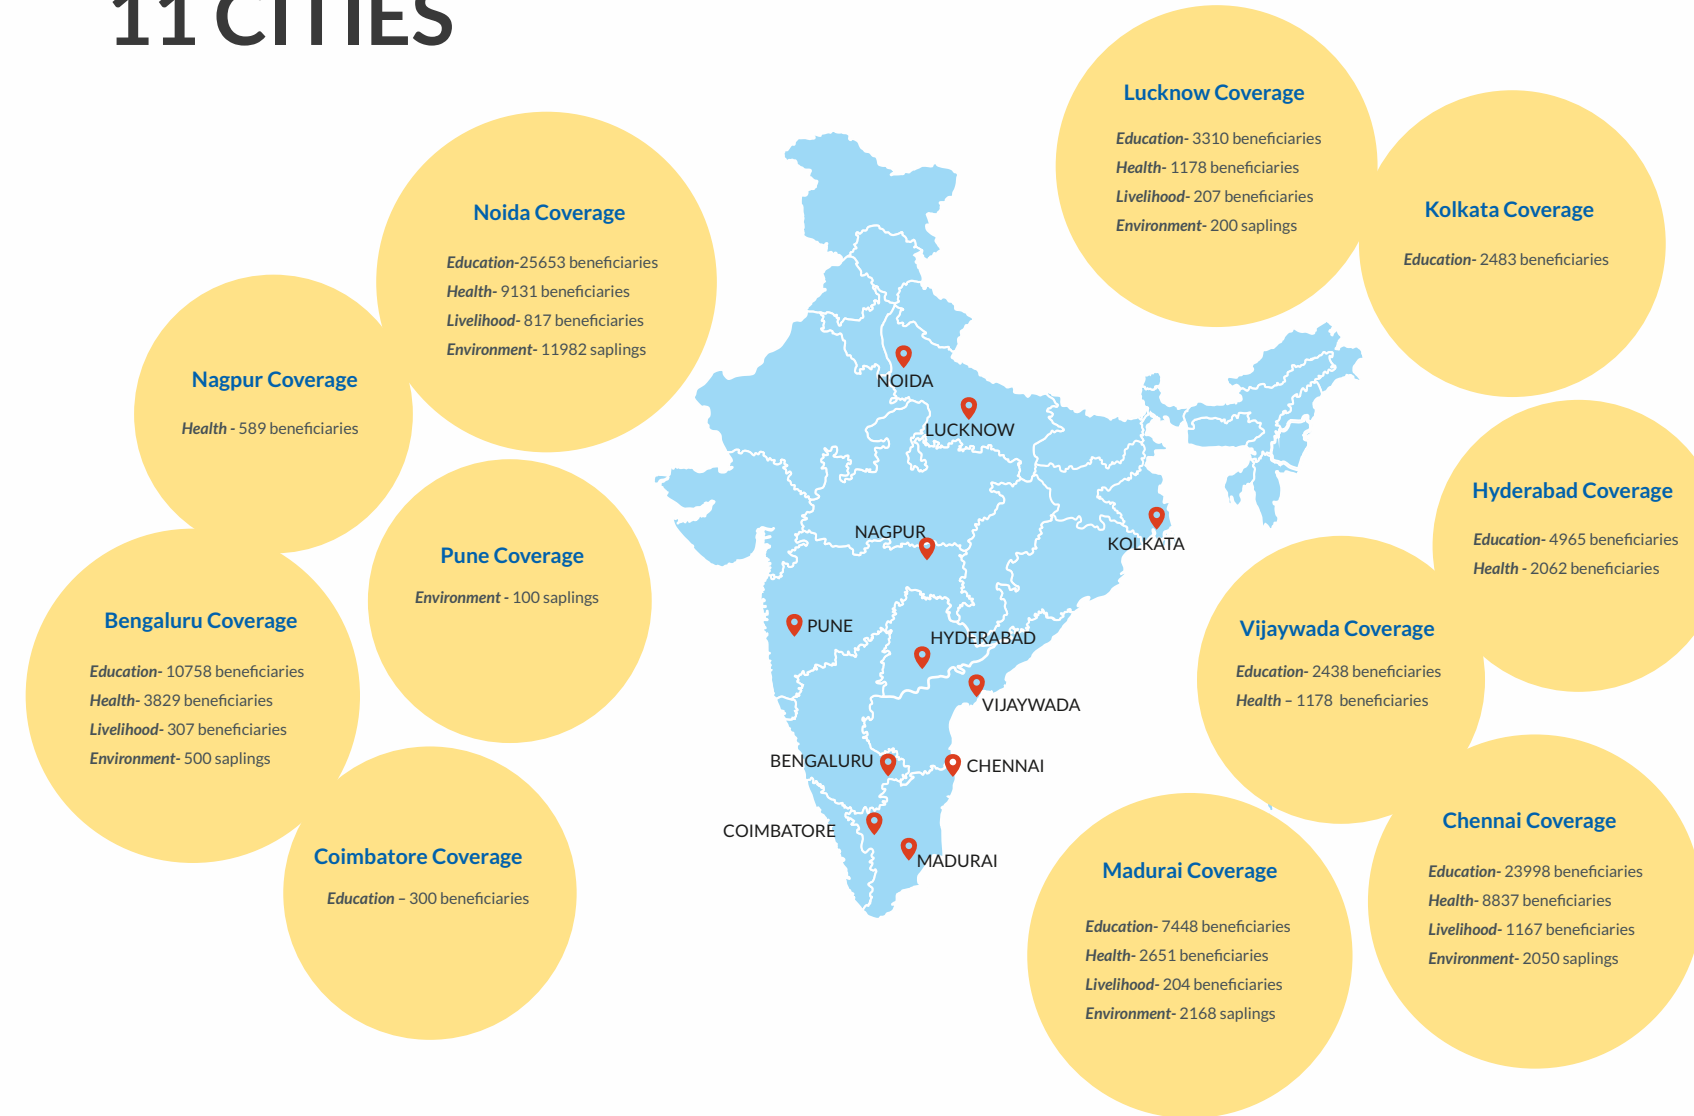 11 CITIES
Lucknow Coverage
Education- 3310 beneficiaries
Health- 1178 beneficiaries
Livelihood- 207 beneficiaries
Environment- 200 saplings
Kolkata Coverage
Education- 2483 beneficiaries
Noida Coverage
Education-25653 beneficiaries
Health- 9131 beneficiaries
Livelihood- 817 beneficiaries
Environment- 11982 saplings
Nagpur Coverage
Health - 589 beneficiaries
Pune Coverage
Environment - 100 saplings
Bengaluru Coverage
Education- 10758 beneficiaries
Health- 3829 beneficiaries
Livelihood- 307 beneficiaries
Environment- 500 saplings
Coimbatore Coverage
Education – 300 beneficiaries
NOIDA
LUCKNOW
NAGPUR
KOLKATA
PUNE
HYDERABAD
VIJAYWADA
BENGALURU
CHENNAI
COIMBATORE
MADURAI
Hyderabad Coverage
Education- 4965 beneficiaries
Health - 2062 beneficiaries
Vijaywada Coverage
Education- 2438 beneficiaries
Health – 1178 beneficiaries
Chennai Coverage
Education- 23998 beneficiaries
Health- 8837 beneficiaries
Livelihood- 1167 beneficiaries
Environment- 2050 saplings
Madurai Coverage
Education- 7448 beneficiaries
Health- 2651 beneficiaries
Livelihood- 204 beneficiaries
Environment- 2168 saplings